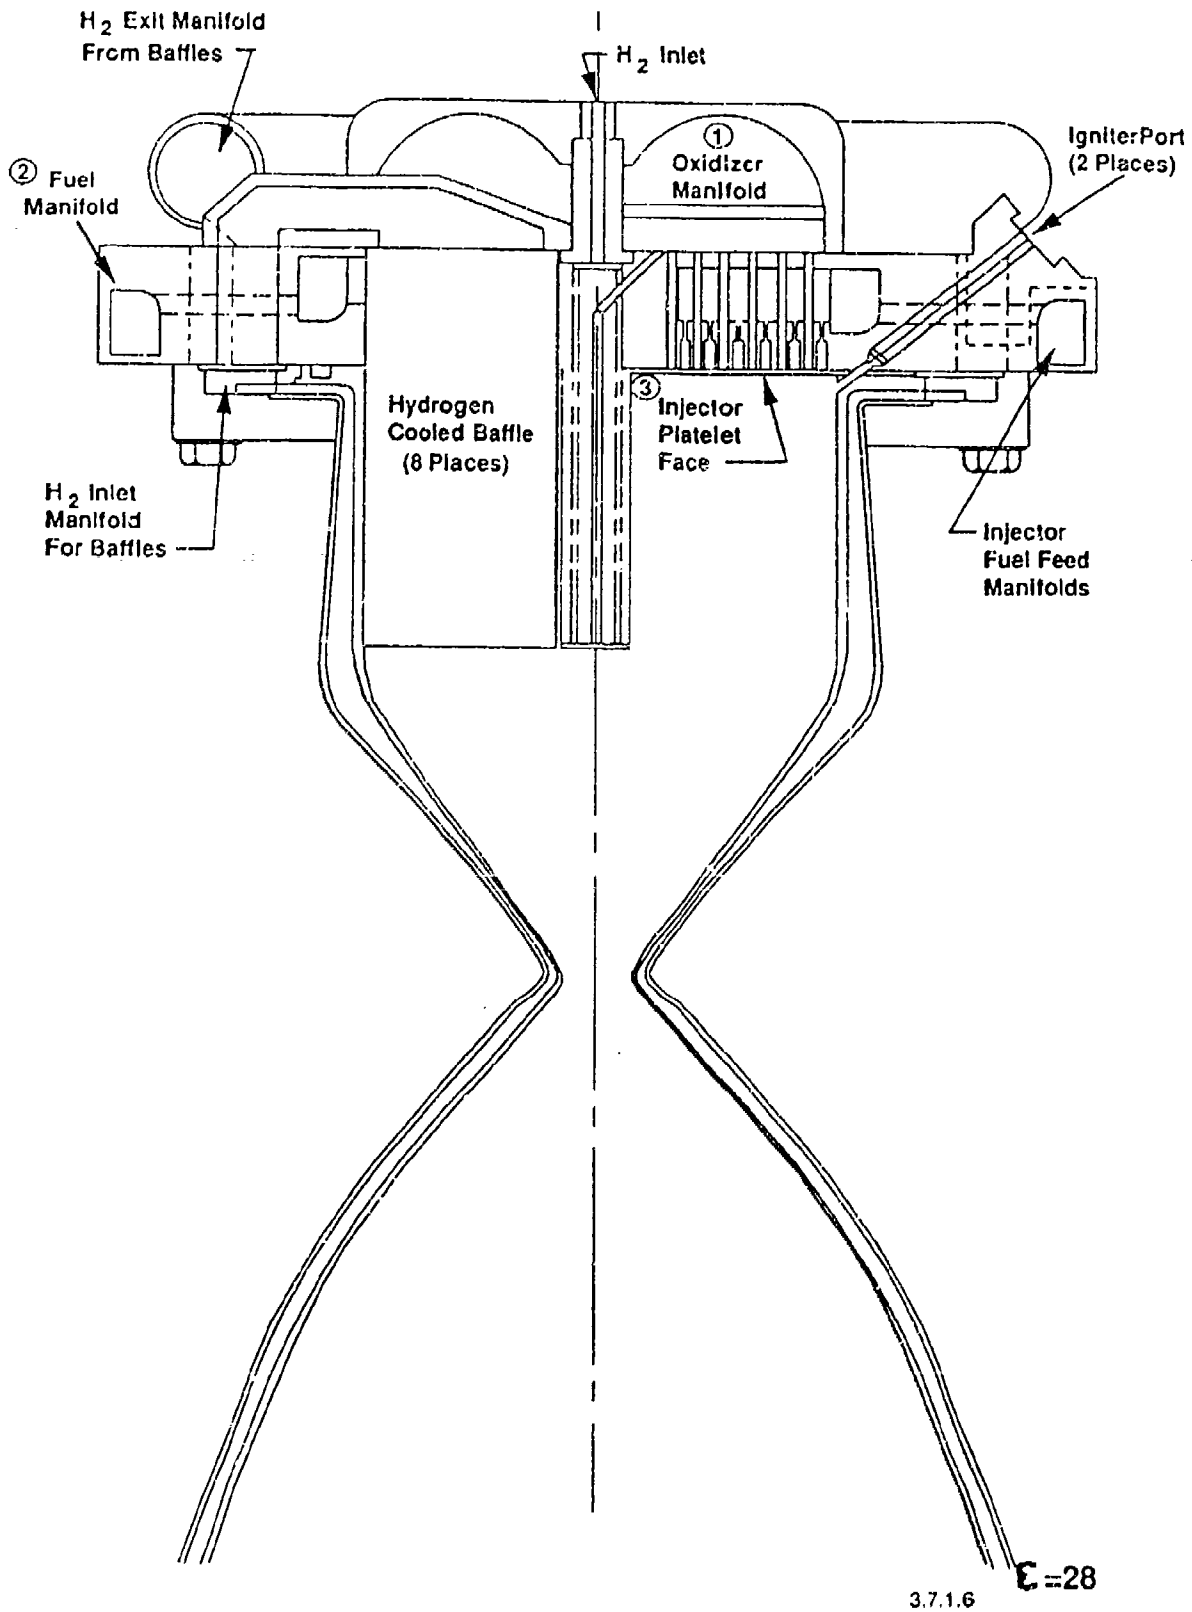 H2 Exit Manifold
From Baffles
H2 Inlet
① Oxidizer
Manifold
Igniter Port
(2 Places)
② Fuel
Manifold
Hydrogen
Cooled Baffle
(8 Places)
③ Injector
Platelet
Face
H2 Inlet
Manifold
For Baffles
Injector
Fuel Feed
Manifolds
Ɛ=28
3.7.1.6